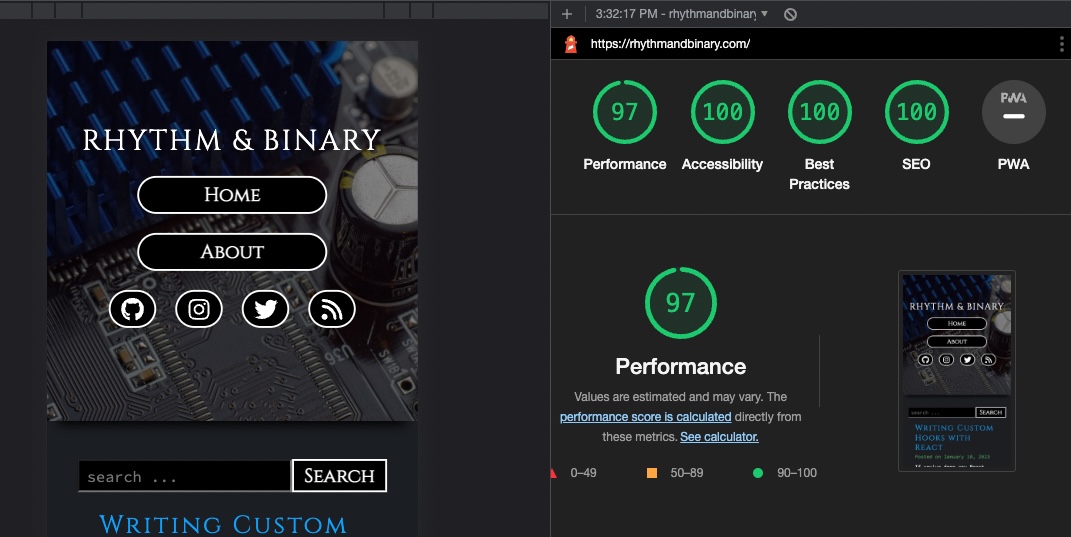 RHYTHM & BINARY
Home
About
search ...
Search
Writing Custom
+ 3:32:17 PM - rhythmandbinary
https://rhythmandbinary.com/
97 100 100 100 PWA
Performance Accessibility Best Practices SEO PWA
97
Performance
Values are estimated and may vary. The
performance score is calculated directly from
these metrics. See calculator.
0–49 50–89 90–100
RHYTHM & BINARY
Home
About
search ... Search
Writing Custom
Hooks with
React
Posted on January 28, 2023